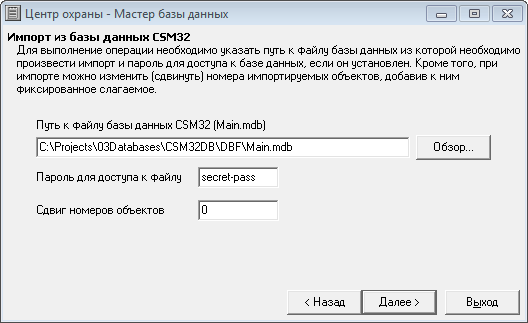 Центр охраны - Мастер базы данных
Импорт из базы данных CSM32
Для выполнения операции необходимо указать путь к файлу базы данных из которой необходимо
произвести импорт и пароль для доступа к базе данных, если он установлен. Кроме того, при
импорте можно изменить (сдвинуть) номера импортируемых объектов, добавив к ним
фиксированное слагаемое.
Путь к файлу базы данных CSM32 (Main.mdb)
C:\Projects\03Databases\CSM32DB\DBF\Main.mdb
Обзор...
Пароль для доступа к файлу
secret-pass
Сдвиг номеров объектов
0
< Назад
Далее >
Выход